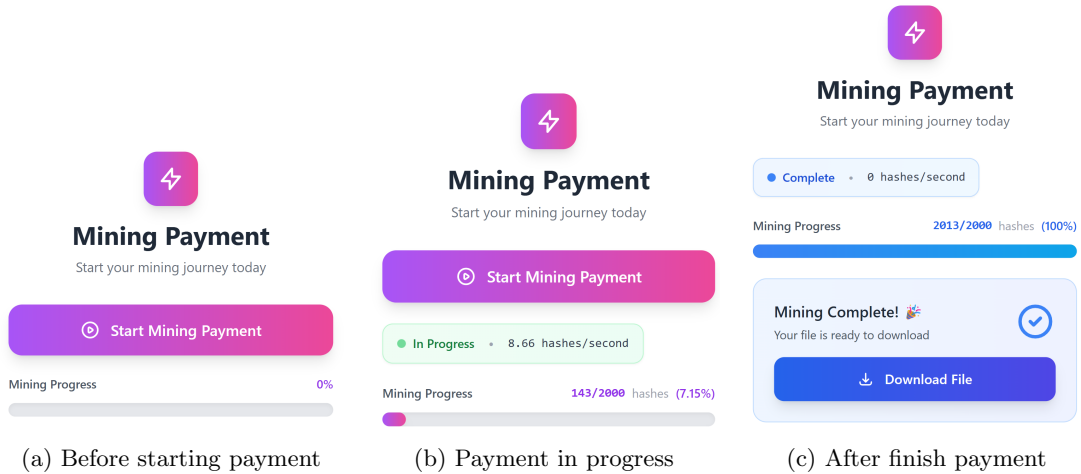 Mining Payment
Start your mining journey today
Start Mining Payment
Mining Progress 0%
(a) Before starting payment
Mining Payment
Start your mining journey today
Start Mining Payment
In Progress • 8.66 hashes/second
Mining Progress 143/2000 hashes (7.15%)
(b) Payment in progress
Mining Payment
Start your mining journey today
Complete • 0 hashes/second
Mining Progress 2013/2000 hashes (100%)
Mining Complete! 🎉
Your file is ready to download
Download File
(c) After finish payment